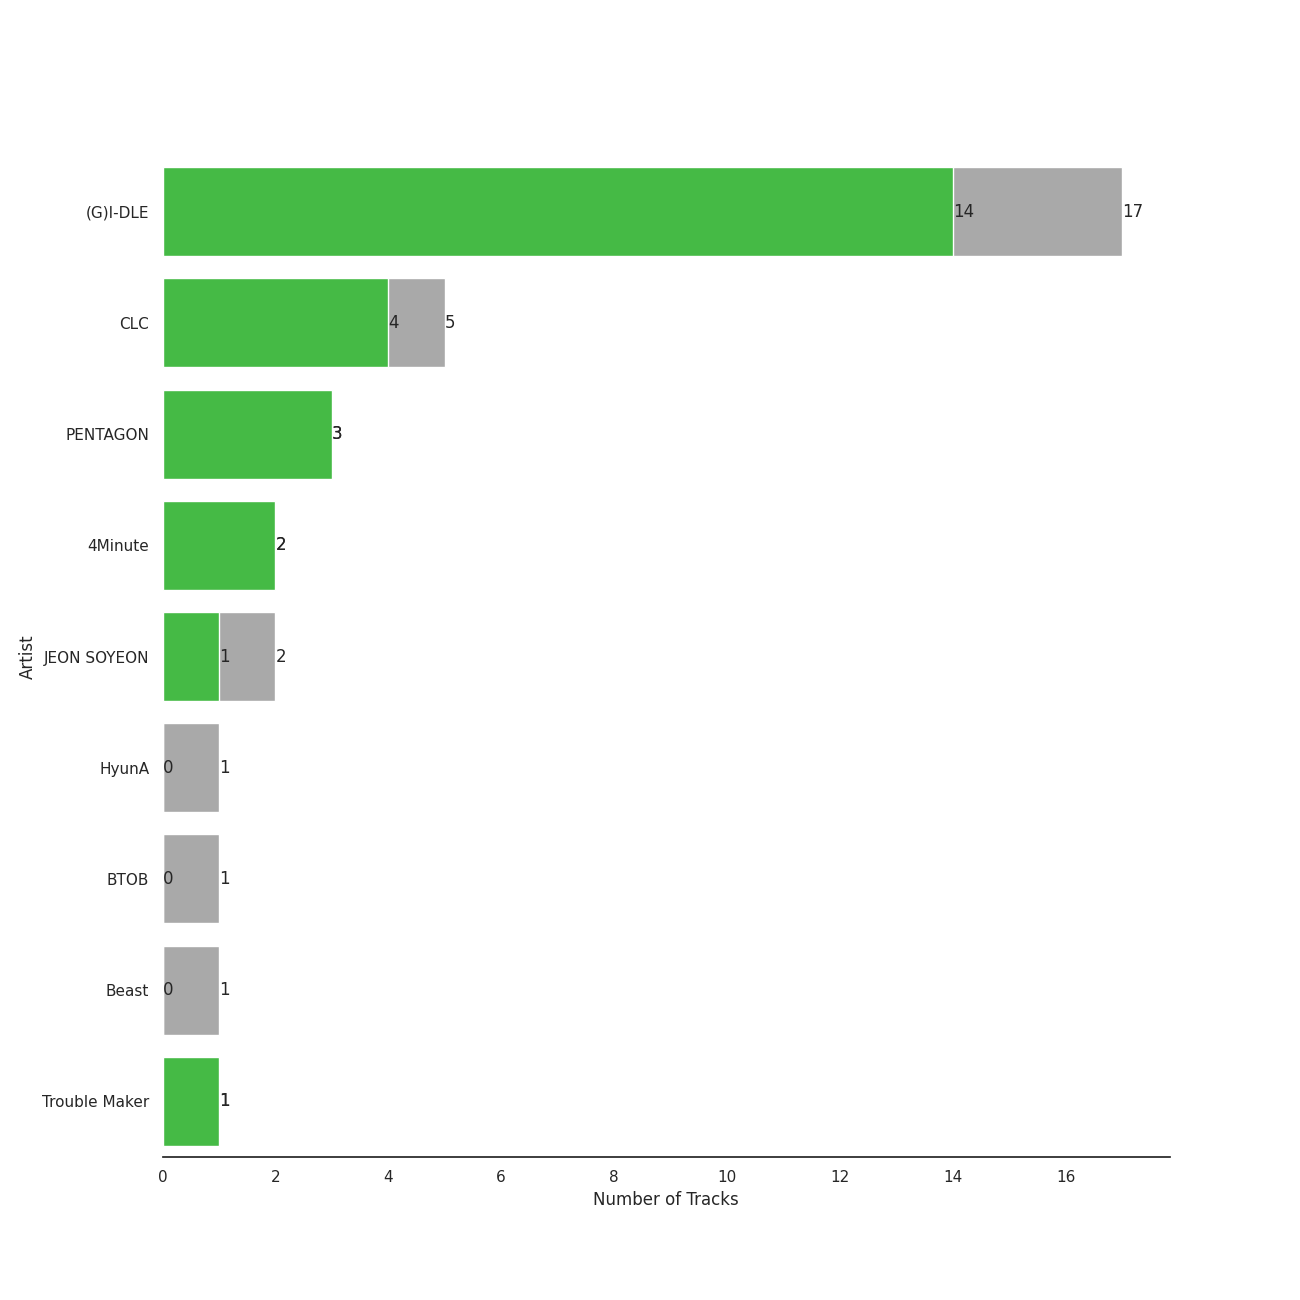 (G)I-DLE 14 17
CLC 4 5
PENTAGON 3
4Minute 2
JEON SOYEON 1 2
HyunA 0 1
BTOB 0 1
Beast 0 1
Trouble Maker 1
0 2 4 6 8 10 12 14 16
Number of Tracks
Artist